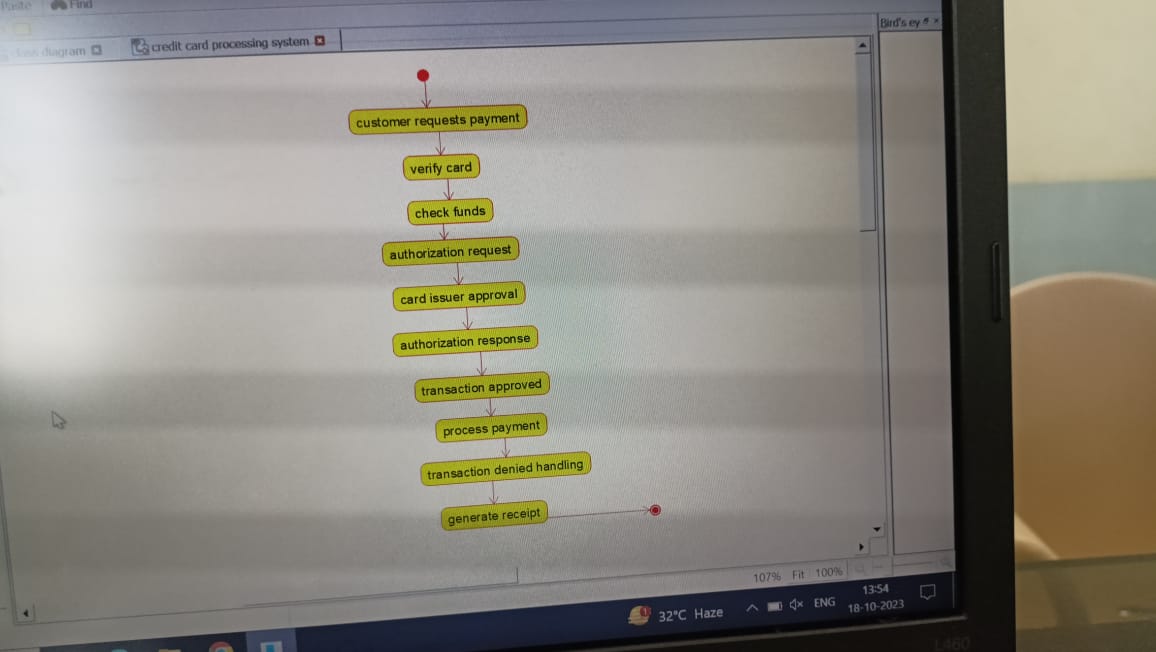 Paste
Find
class diagram
credit card processing system
Bird's ey
customer requests payment
verify card
check funds
authorization request
card issuer approval
authorization response
transaction approved
process payment
transaction denied handling
generate receipt
107% Fit 100%
1
32°C Haze
ENG
13:54
18-10-2023
L460